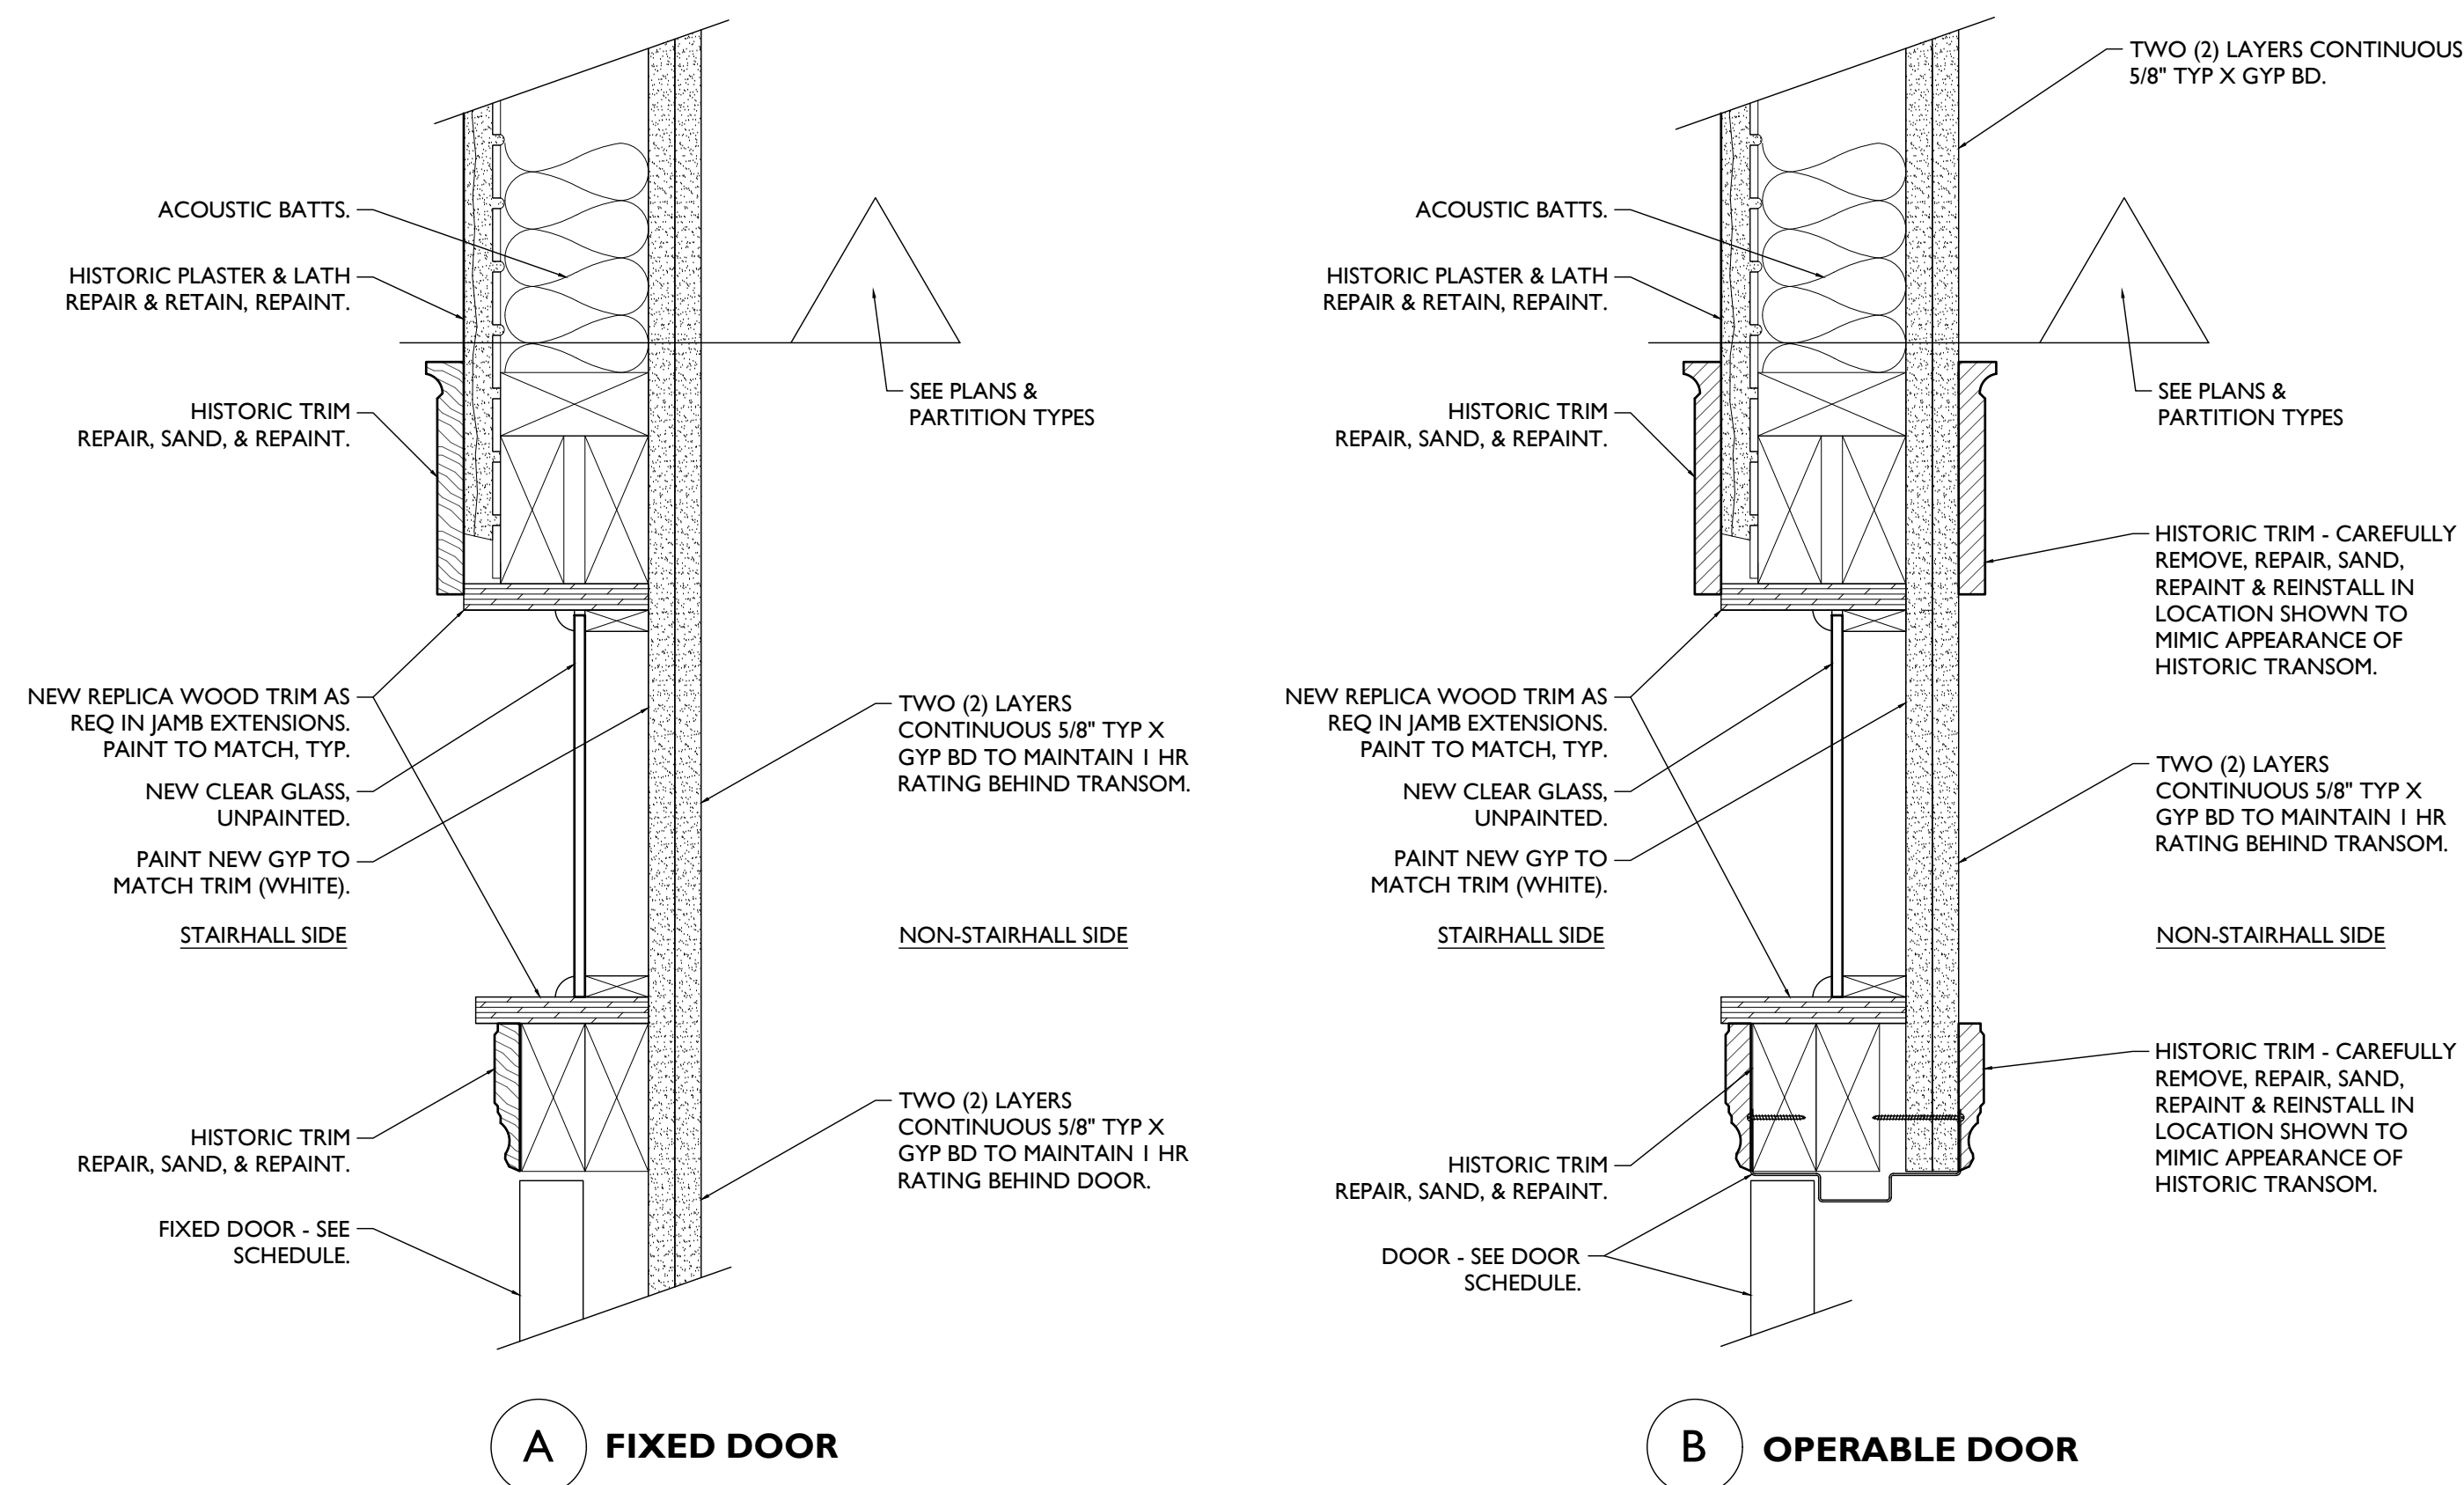 ACOUSTIC BATTS.
HISTORIC PLASTER & LATH
REPAIR & RETAIN, REPAINT.
HISTORIC TRIM
REPAIR, SAND, & REPAINT.
NEW REPLICA WOOD TRIM AS
REQ IN JAMB EXTENSIONS.
PAINT TO MATCH, TYP.
NEW CLEAR GLASS,
UNPAINTED.
PAINT NEW GYP TO
MATCH TRIM (WHITE).
STAIRHALL SIDE
HISTORIC TRIM
REPAIR, SAND, & REPAINT.
FIXED DOOR - SEE
SCHEDULE.
SEE PLANS &
PARTITION TYPES
TWO (2) LAYERS
CONTINUOUS 5/8" TYP X
GYP BD TO MAINTAIN 1 HR
RATING BEHIND TRANSOM.
NON-STAIRHALL SIDE
TWO (2) LAYERS
CONTINUOUS 5/8" TYP X
GYP BD TO MAINTAIN 1 HR
RATING BEHIND DOOR.
A FIXED DOOR
ACOUSTIC BATTS.
HISTORIC PLASTER & LATH
REPAIR & RETAIN, REPAINT.
HISTORIC TRIM
REPAIR, SAND, & REPAINT.
NEW REPLICA WOOD TRIM AS
REQ IN JAMB EXTENSIONS.
PAINT TO MATCH, TYP.
NEW CLEAR GLASS,
UNPAINTED.
PAINT NEW GYP TO
MATCH TRIM (WHITE).
STAIRHALL SIDE
HISTORIC TRIM
REPAIR, SAND, & REPAINT.
DOOR - SEE DOOR
SCHEDULE.
TWO (2) LAYERS CONTINUOUS
5/8" TYP X GYP BD.
SEE PLANS &
PARTITION TYPES
HISTORIC TRIM - CAREFULLY
REMOVE, REPAIR, SAND,
REPAINT & REINSTALL IN
LOCATION SHOWN TO
MIMIC APPEARANCE OF
HISTORIC TRANSOM.
TWO (2) LAYERS
CONTINUOUS 5/8" TYP X
GYP BD TO MAINTAIN 1 HR
RATING BEHIND TRANSOM.
NON-STAIRHALL SIDE
HISTORIC TRIM - CAREFULLY
REMOVE, REPAIR, SAND,
REPAINT & REINSTALL IN
LOCATION SHOWN TO
MIMIC APPEARANCE OF
HISTORIC TRANSOM.
B OPERABLE DOOR